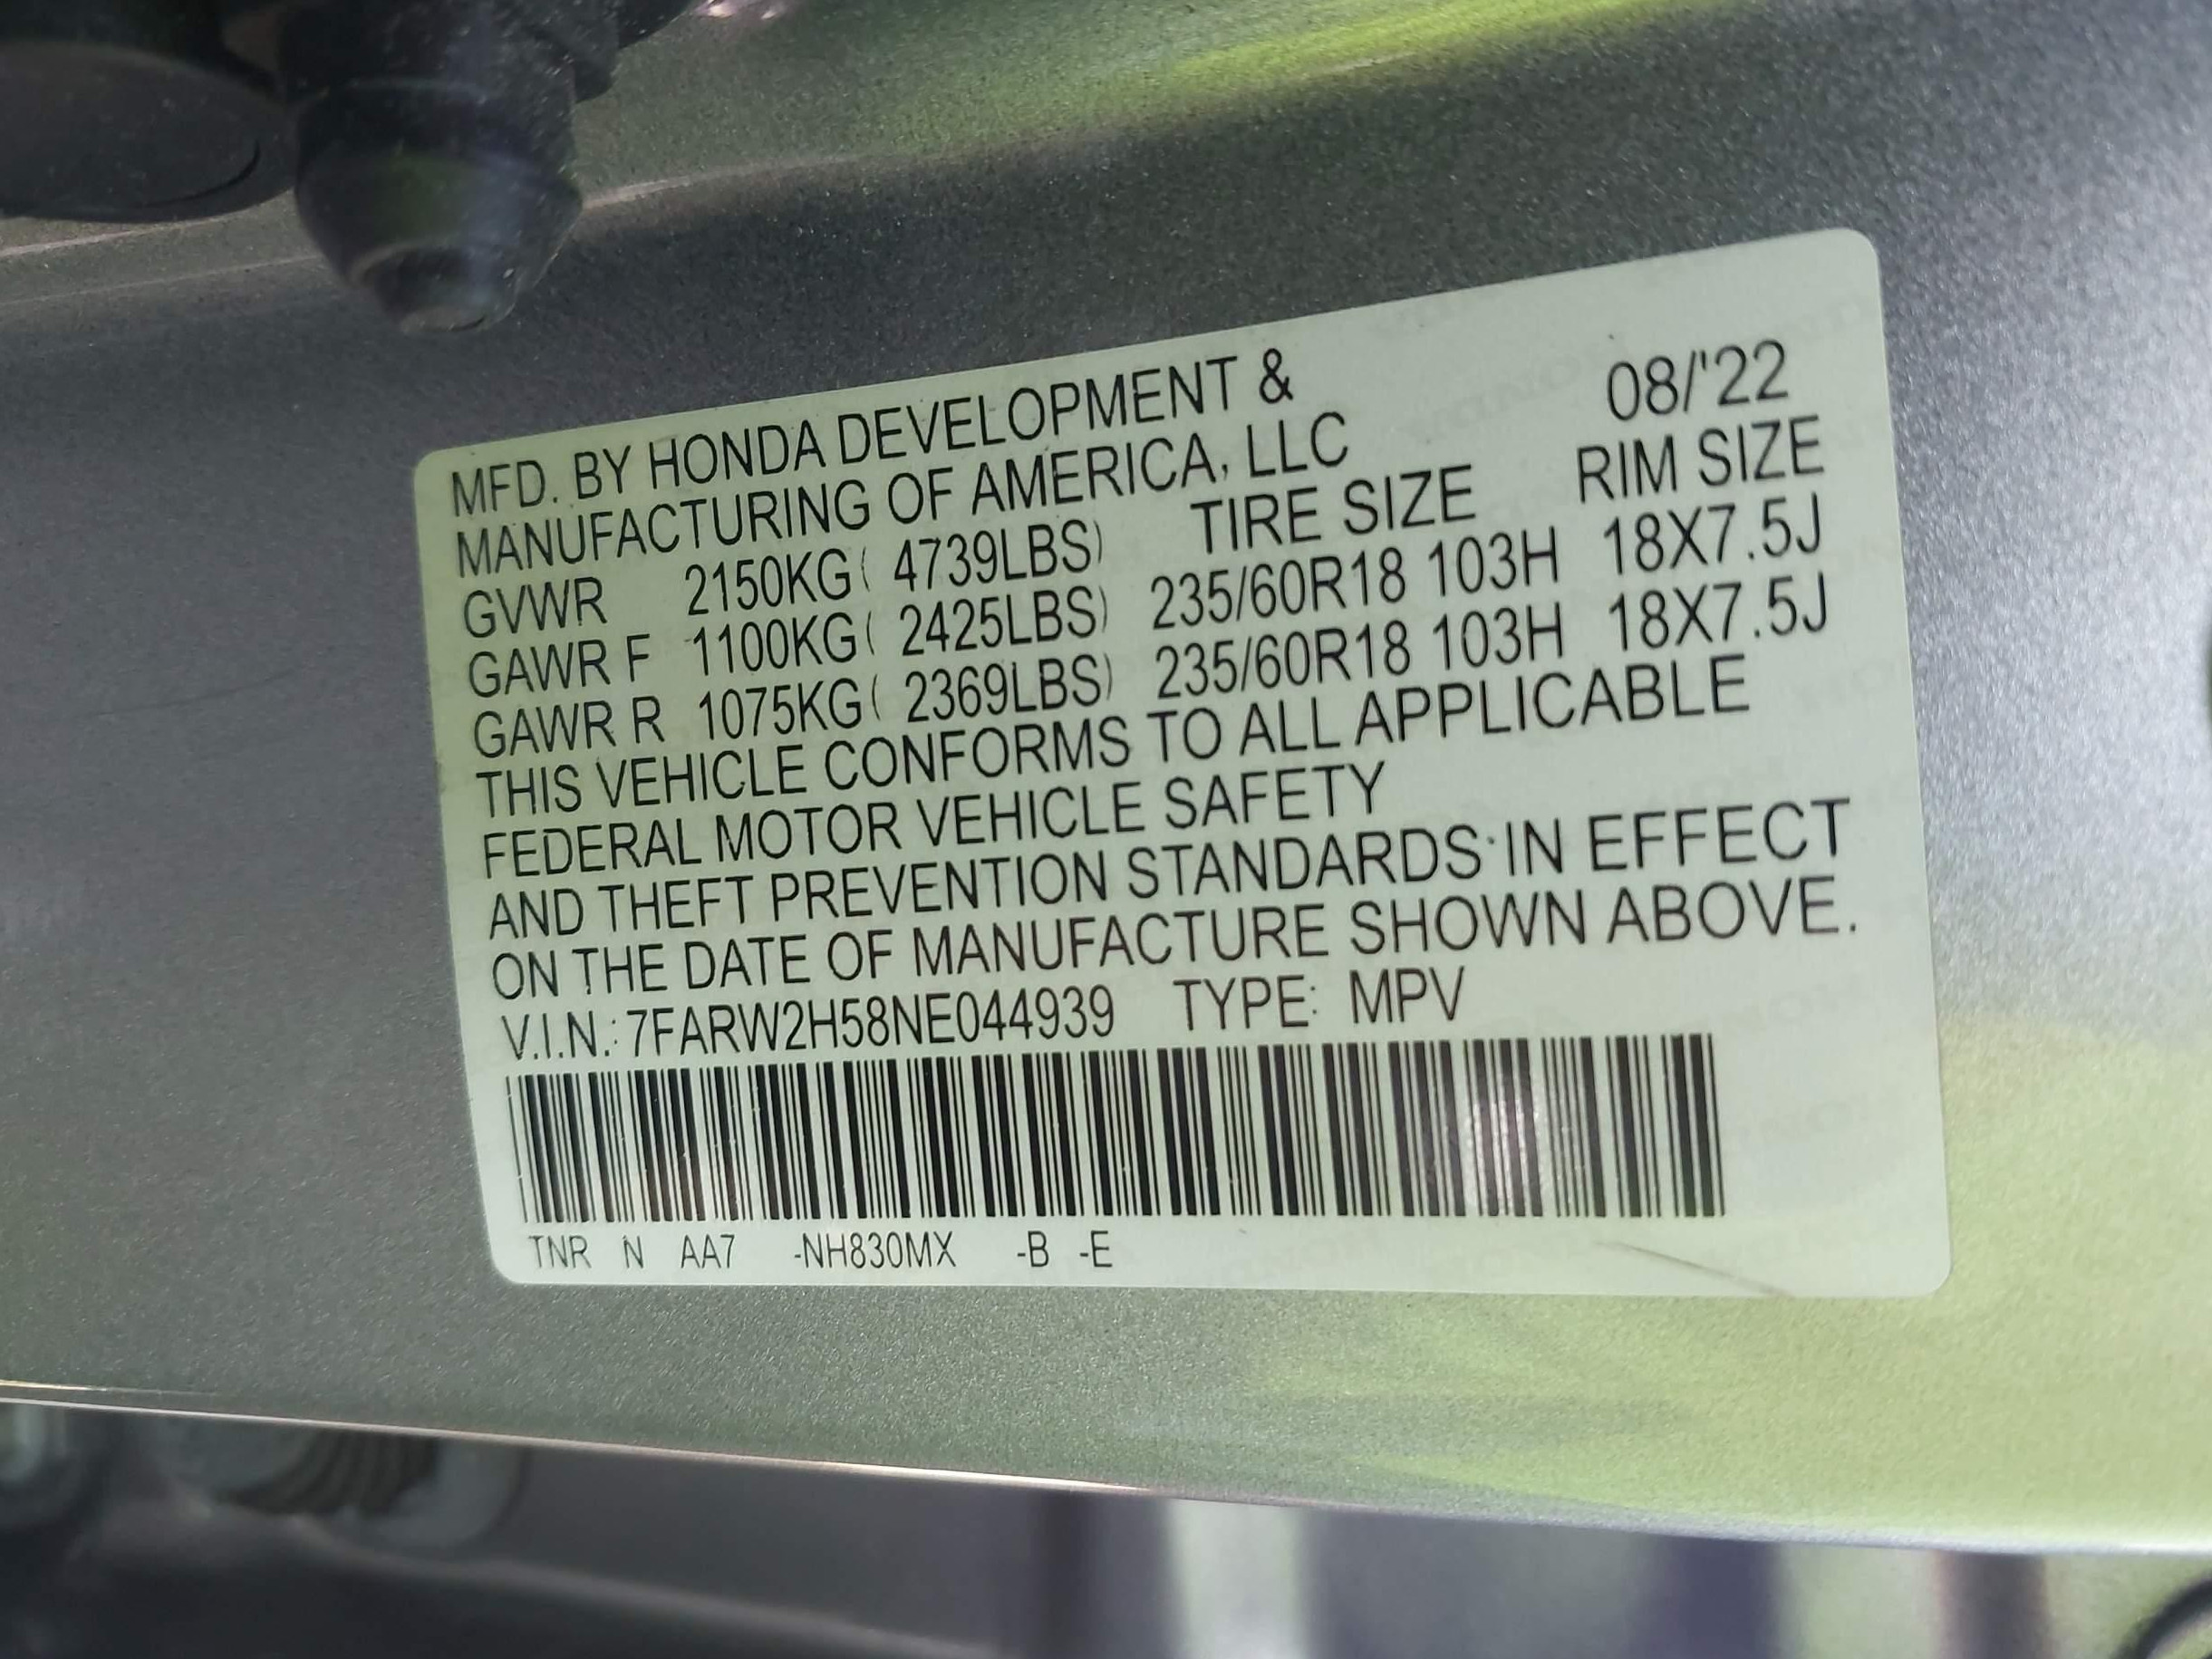 MFD. BY HONDA DEVELOPMENT &
MANUFACTURING OF AMERICA, LLC 08/'22
GVWR 2150KG( 4739LBS) TIRE SIZE RIM SIZE
GAWR F 1100KG( 2425LBS) 235/60R18 103H 18X7.5J
GAWR R 1075KG( 2369LBS) 235/60R18 103H 18X7.5J
THIS VEHICLE CONFORMS TO ALL APPLICABLE
FEDERAL MOTOR VEHICLE SAFETY
AND THEFT PREVENTION STANDARDS IN EFFECT
ON THE DATE OF MANUFACTURE SHOWN ABOVE.
V.I.N.: 7FARW2H58NE044939 TYPE: MPV
TNR N AA7 -NH830MX -B -E